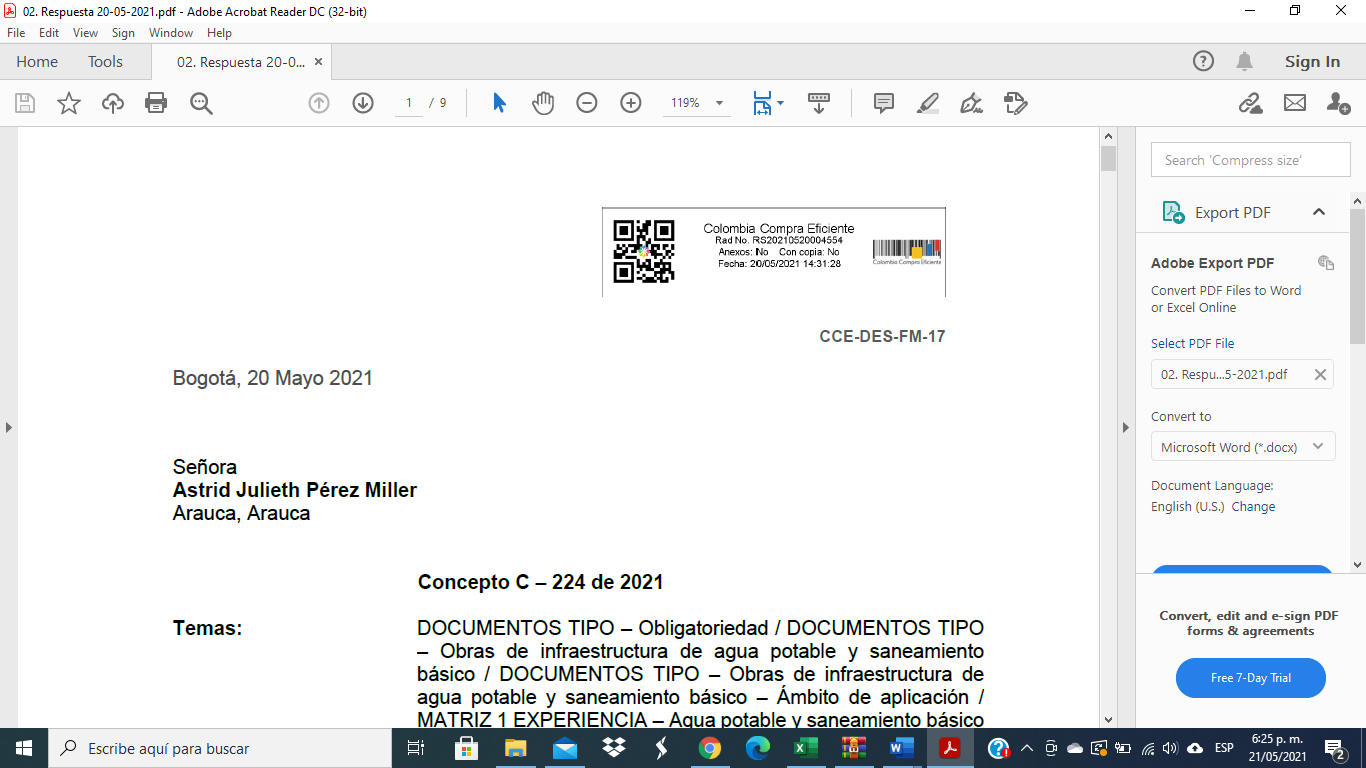 02. Respuesta 20-05-2021.pdf - Adobe Acrobat Reader DC (32-bit)
File Edit View Sign Window Help
Home Tools 02. Respuesta 20-0... × Sign In
1 / 9 119%
Search 'Compress size'
Export PDF
Adobe Export PDF
Convert PDF Files to Word
or Excel Online
Select PDF File
02. Respu...5-2021.pdf
Convert to
Microsoft Word (*.docx)
Document Language:
English (U.S.) Change
Convert, edit and e-sign PDF
forms & agreements
Free 7-Day Trial
Colombia Compra Eficiente
Rad No. RS20210520004554
Anexos: No Con copia: No
Fecha: 20/05/2021 14:31:28
Colombia Compra Eficiente
CCE-DES-FM-17
Bogotá, 20 Mayo 2021
Señora
Astrid Julieth Pérez Miller
Arauca, Arauca
Concepto C – 224 de 2021
Temas: DOCUMENTOS TIPO – Obligatoriedad / DOCUMENTOS TIPO
– Obras de infraestructura de agua potable y saneamiento
básico / DOCUMENTOS TIPO – Obras de infraestructura de
agua potable y saneamiento básico – Ámbito de aplicación /
MATRIZ 1 EXPERIENCIA – Agua potable y saneamiento básico
Escribe aquí para buscar
ESP
6:25 p. m.
21/05/2021
2